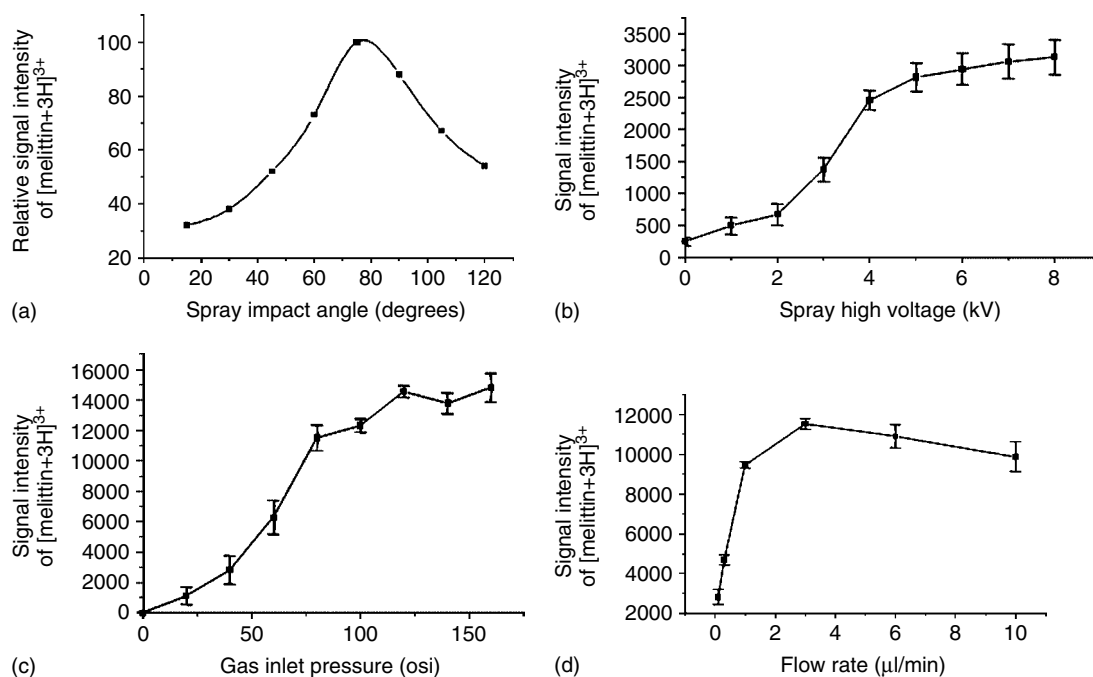 Relative signal intensity
of [melittin+3H]3+
100
80
60
40
20
0 20 40 60 80 100 120
(a) Spray impact angle (degrees)
Signal intensity
of [melittin+3H]3+
3500
3000
2500
2000
1500
1000
500
0
0 2 4 6 8
(b) Spray high voltage (kV)
Signal intensity
of [melittin+3H]3+
16000
14000
12000
10000
8000
6000
4000
2000
0
0 50 100 150
(c) Gas inlet pressure (osi)
Signal intensity
of [melittin+3H]3+
12000
10000
8000
6000
4000
2000
0 2 4 6 8 10
(d) Flow rate (μl/min)